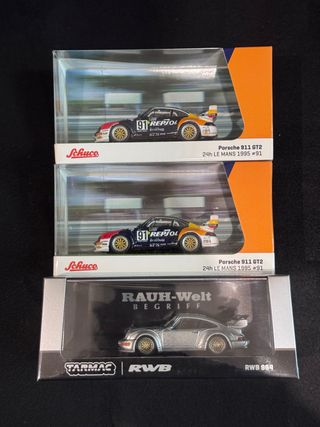 91
REPSOL
Schuco
Porsche 911 GT2
24h LE MANS 1995 #91
91
REPSOL
Schuco
Porsche 911 GT2
24h LE MANS 1995 #91
RAUH-Welt
BEGRIFF
TARMAC
RWB
RWB 964